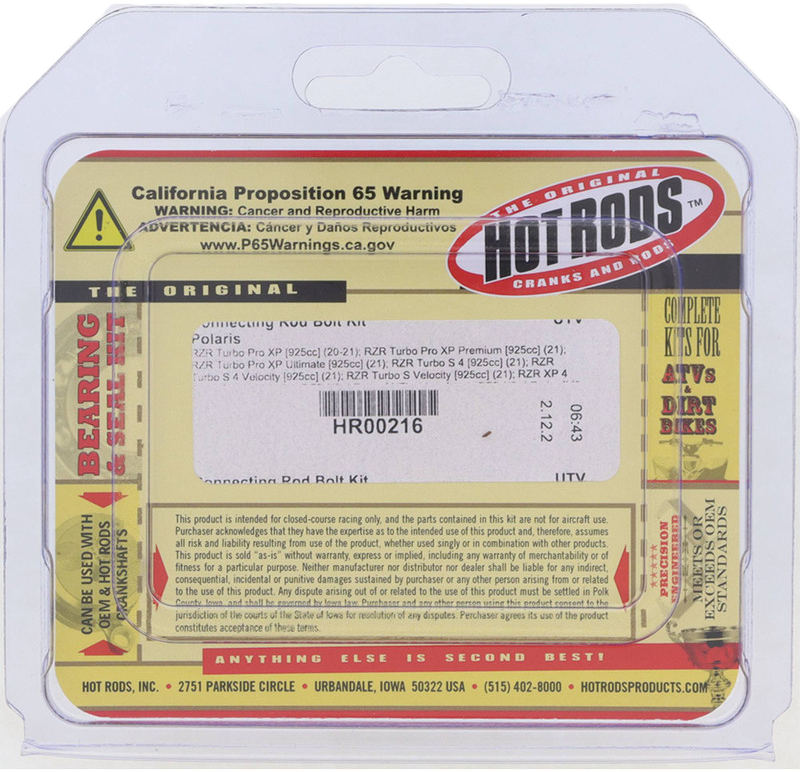 California Proposition 65 Warning
WARNING: Cancer and Reproductive Harm
ADVERTENCIA: Cáncer y Daños Reproductivos
www.P65Warnings.ca.gov
THE ORIGINAL
HOT RODS™
CRANKS AND RODS
THE ORIGINAL
BEARING
& SEAL KIT
COMPLETE
KITS FOR
ATVs
&
DIRT
BIKES
Connecting Rod Bolt Kit UTV
Polaris
RZR Turbo Pro XP [925cc] (20-21); RZR Turbo Pro XP Premium [925cc] (21);
RZR Turbo Pro XP Ultimate [925cc] (21); RZR Turbo S 4 [925cc] (21); RZR
Turbo S 4 Velocity [925cc] (21); RZR Turbo S Velocity [925cc] (21); RZR XP 4
HR00216
2.12.2
06:43
Connecting Rod Bolt Kit UTV
CAN BE USED WITH
OEM & HOT RODS
CRANKSHAFTS
This product is intended for closed-course racing only, and the parts contained in this kit are not for aircraft use.
Purchaser acknowledges that they have the expertise as to the intended use of this product and, therefore, assumes
all risk and liability resulting from use of the product, whether used singly or in combination with other products.
This product is sold "as-is" without warranty, express or implied, including any warranty of merchantability or of
fitness for a particular purpose. Neither manufacturer nor distributor nor dealer shall be liable for any indirect,
consequential, incidental or punitive damages sustained by purchaser or any other person arising from or related
to the use of this product. Any dispute arising out of or related to the use of this product must be settled in Polk
County, Iowa, and shall be governed by Iowa law. Purchaser and any other person using this product consent to the
jurisdiction of the courts of the State of Iowa for resolution of any disputes. Purchaser agrees its use of the product
constitutes acceptance of these terms.
PRECISION
ENGINEERED
MEETS OR
EXCEEDS OEM
STANDARDS
ANYTHING ELSE IS SECOND BEST!
HOT RODS, INC. • 2751 PARKSIDE CIRCLE • URBANDALE, IOWA 50322 USA • (515) 402-8000 • HOTRODSPRODUCTS.COM